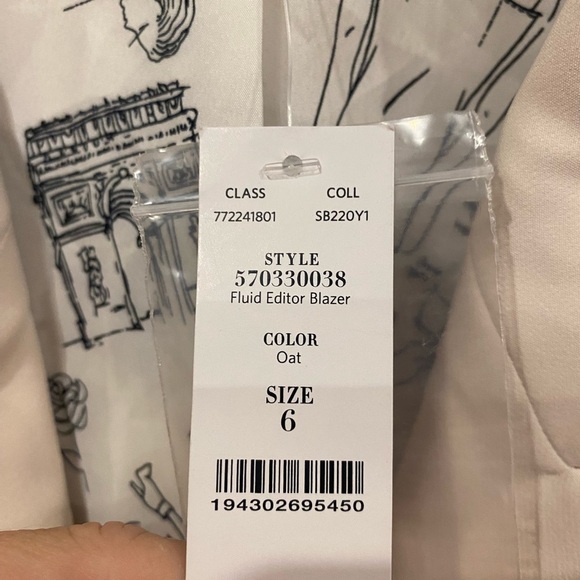 CLASS COLL
772241801 SB220Y1
STYLE
570330038
Fluid Editor Blazer
COLOR
Oat
SIZE
6
194302695450